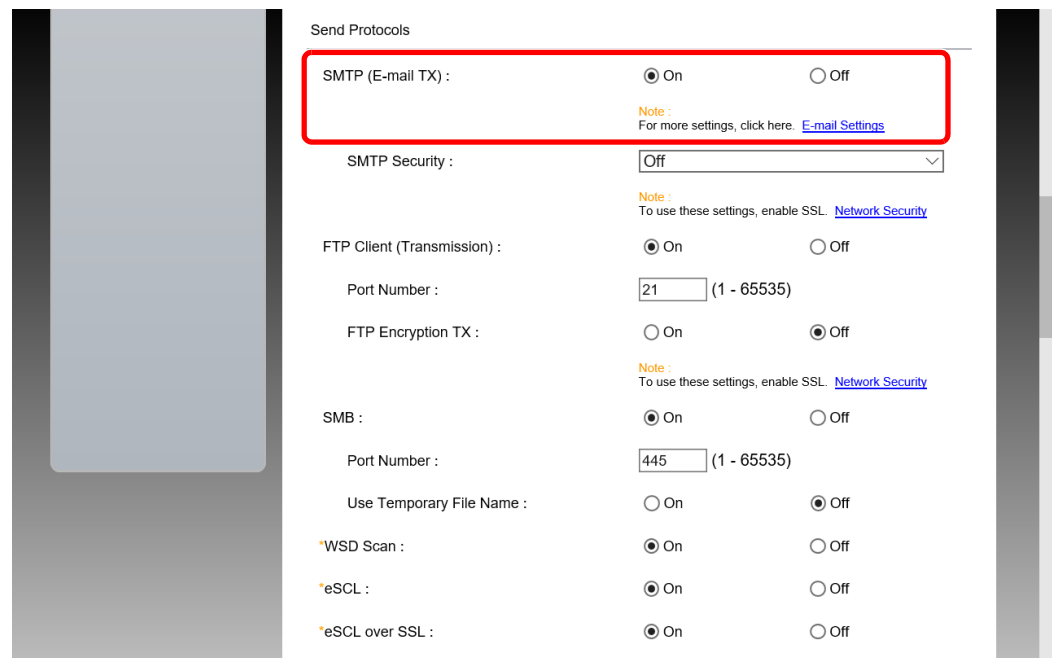 Send Protocols
SMTP (E-mail TX) : On Off
Note :
For more settings, click here. E-mail Settings
SMTP Security : Off
Note :
To use these settings, enable SSL. Network Security
FTP Client (Transmission) : On Off
Port Number : 21 (1 - 65535)
FTP Encryption TX : On Off
Note :
To use these settings, enable SSL. Network Security
SMB : On Off
Port Number : 445 (1 - 65535)
Use Temporary File Name : On Off
*WSD Scan : On Off
*eSCL : On Off
*eSCL over SSL : On Off